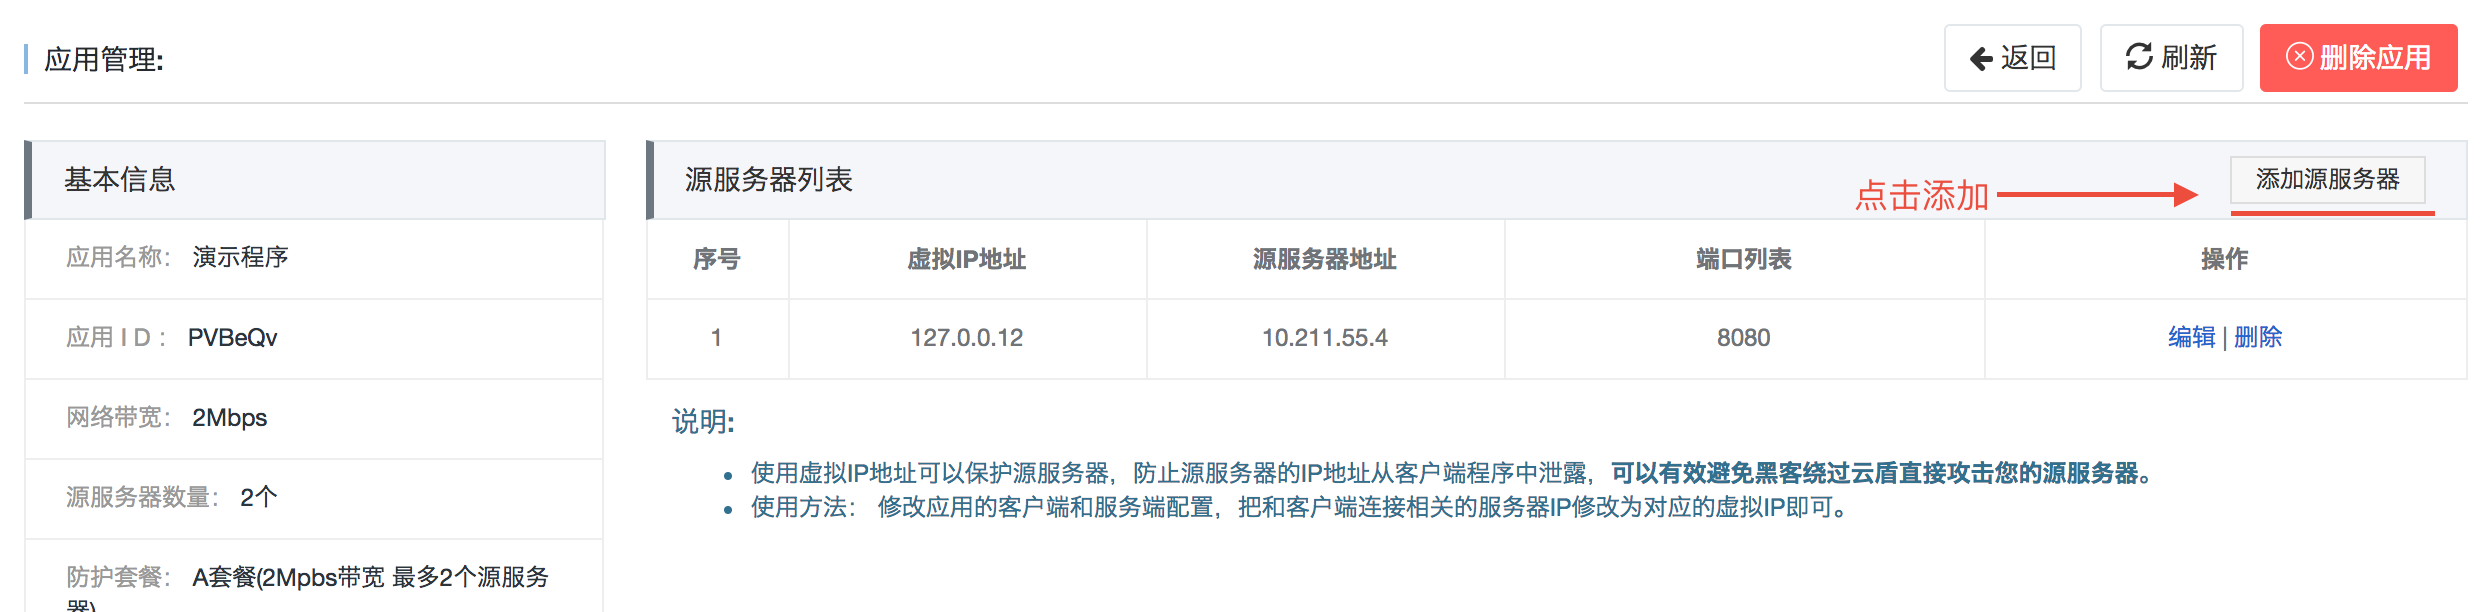 应用管理:
返回
刷新
删除应用
基本信息
应用名称： 演示程序
应用 I D ： PVBeQv
网络带宽： 2Mbps
源服务器数量： 2个
防护套餐： A套餐(2Mpbs带宽 最多2个源服务
器)
源服务器列表
点击添加
添加源服务器
序号 虚拟IP地址 源服务器地址 端口列表 操作
1 127.0.0.12 10.211.55.4 8080 编辑 | 删除
说明:
• 使用虚拟IP地址可以保护源服务器，防止源服务器的IP地址从客户端程序中泄露，可以有效避免黑客绕过云盾直接攻击您的源服务器。
• 使用方法： 修改应用的客户端和服务端配置，把和客户端连接相关的服务器IP修改为对应的虚拟IP即可。